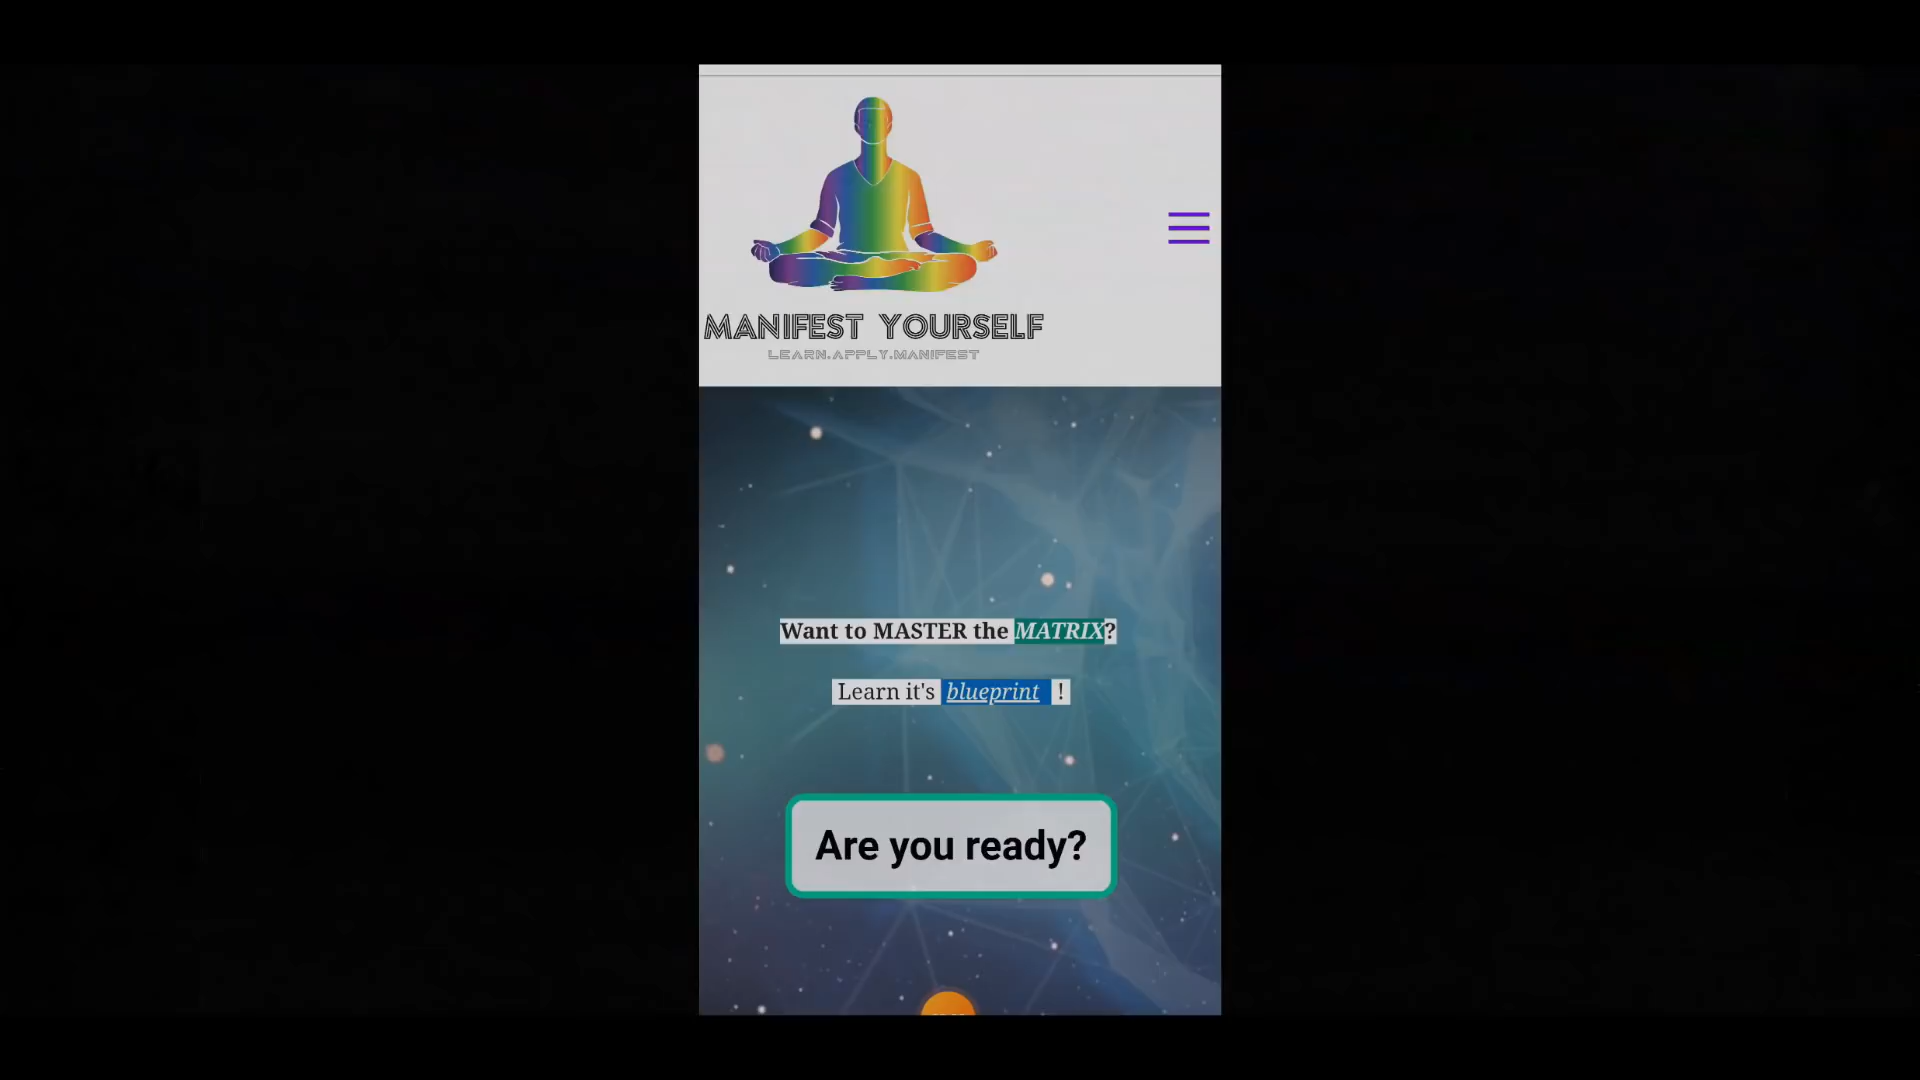 MANIFEST YOURSELF
LEARN.APPLY.MANIFEST
Want to MASTER the MATRIX?
Learn it's blueprint !
Are you ready?